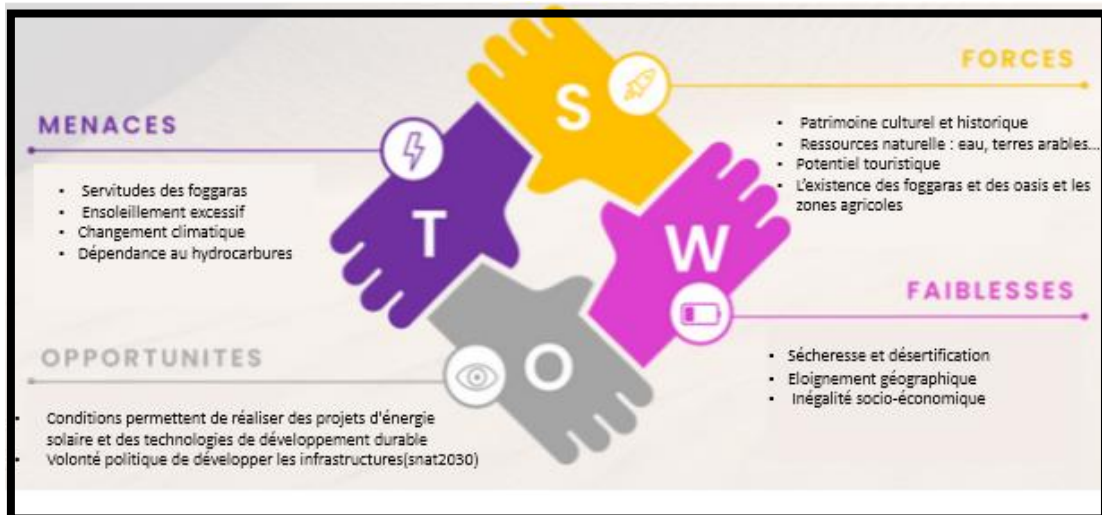 FORCES
• Patrimoine culturel et historique
• Ressources naturelle : eau, terres arables...
• Potentiel touristique
• L'existence des foggaras et des oasis et les
zones agricoles
MENACES
• Servitudes des foggaras
• Ensoleillement excessif
• Changement climatique
• Dépendance au hydrocarbures
S
T
W
O
FAIBLESSES
• Sécheresse et désertification
• Eloignement géographique
• Inégalité socio-économique
OPPORTUNITES
• Conditions permettent de réaliser des projets d'énergie
solaire et des technologies de développement durable
• Volonté politique de développer les infrastructures(snat2030)